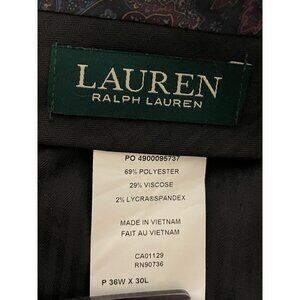 LAUREN
RALPH LAUREN
PO 4900095737
69% POLYESTER
29% VISCOSE
2% LYCRA®SPANDEX
MADE IN VIETNAM
FAIT AU VIETNAM
CA01129
RN90736
P 36W X 30L